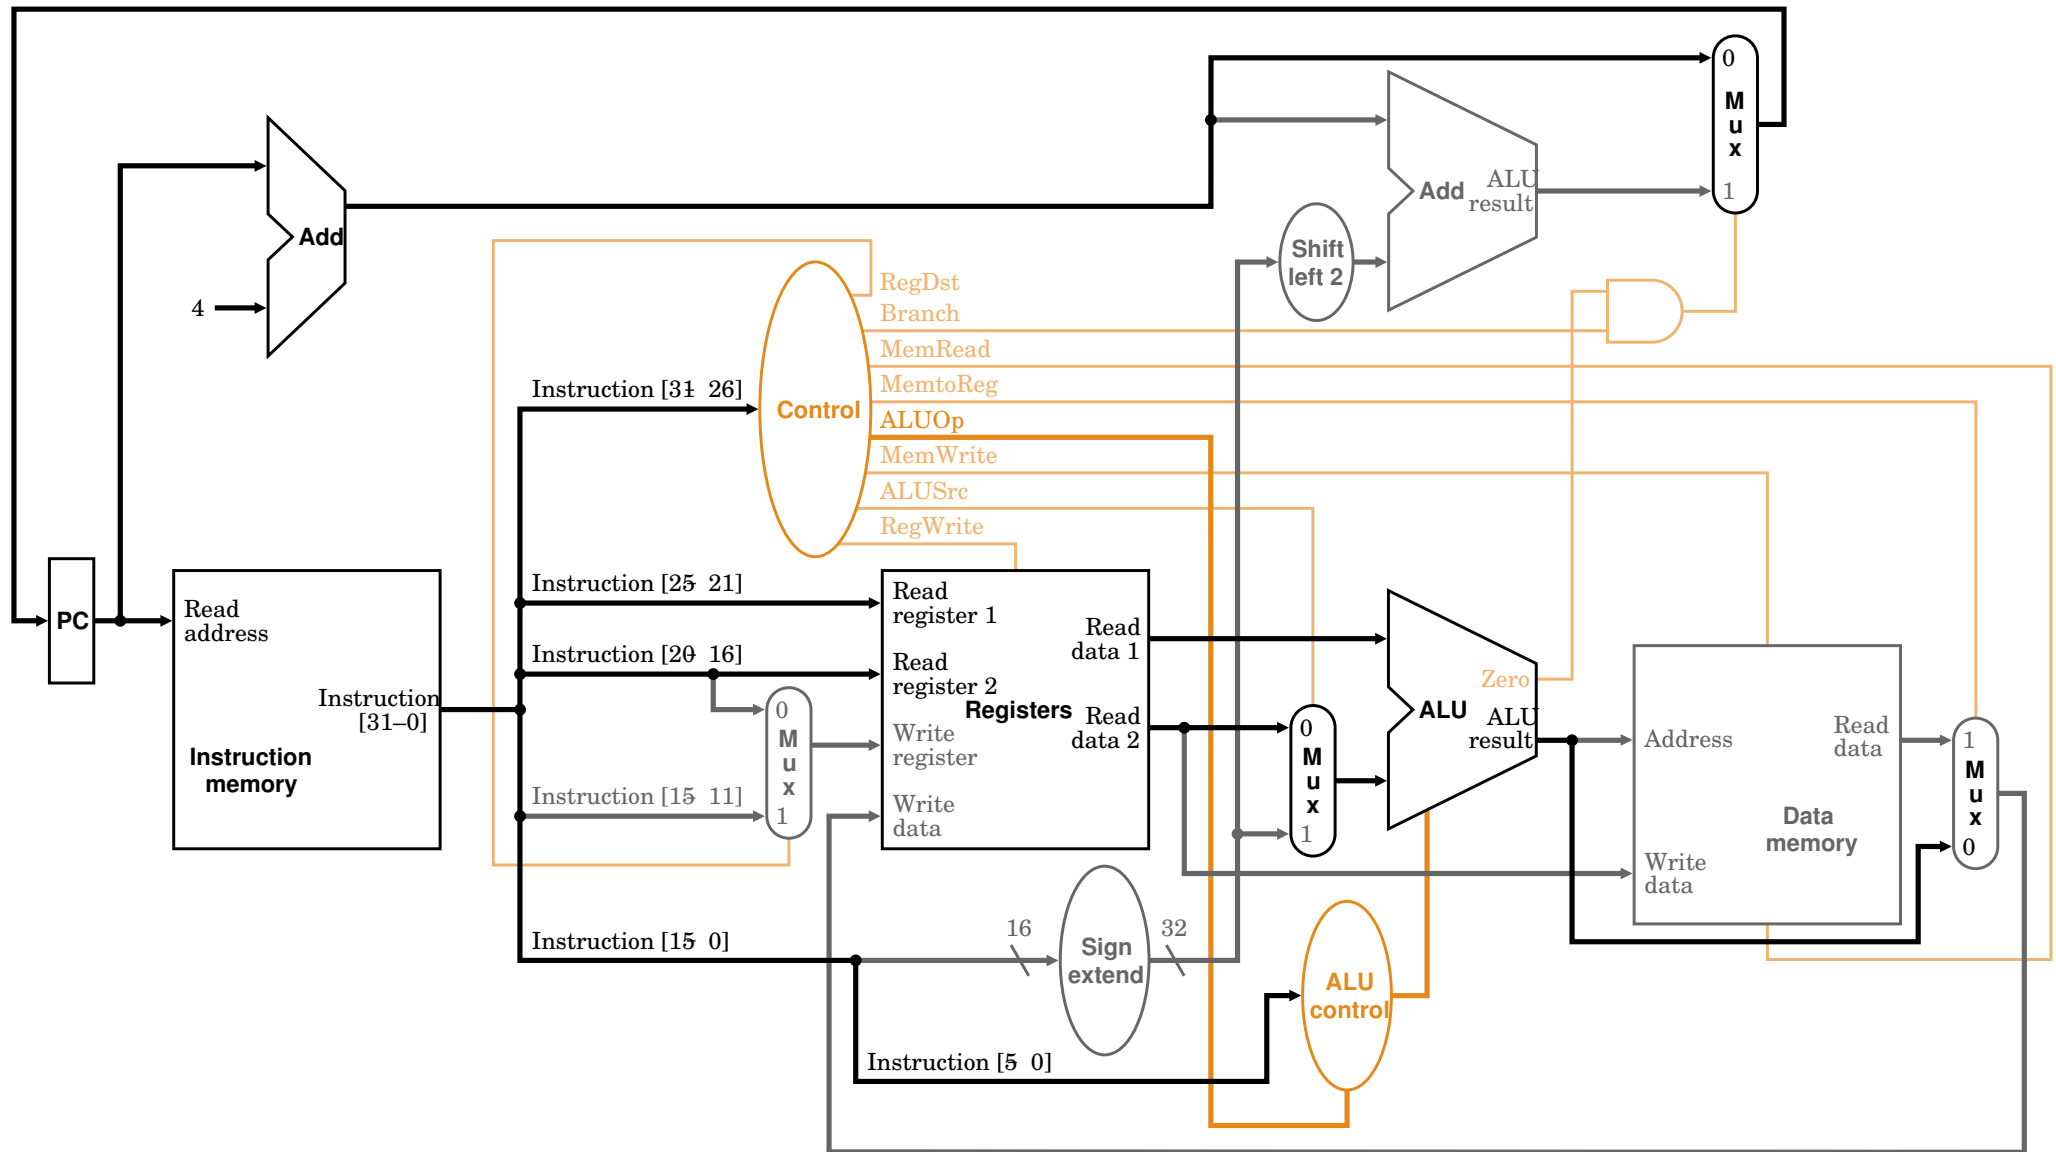 0
M
u
x
1
Add
ALU
result
Add
4
Shift
left 2
RegDst
Branch
MemRead
MemtoReg
ALUOp
MemWrite
ALUSrc
RegWrite
Control
Instruction [31– 26]
Instruction [25– 21]
Instruction [20– 16]
Instruction [15– 11]
Instruction [15– 0]
Instruction [5– 0]
PC
Read
address
Instruction
[31–0]
Instruction
memory
0
M
u
x
1
Read
register 1
Read
register 2
Write
register
Write
data
Registers
Read
data 1
Read
data 2
0
M
u
x
1
Zero
ALU
ALU
result
Address
Write
data
Read
data
Data
memory
1
M
u
x
0
16
Sign
extend
32
ALU
control